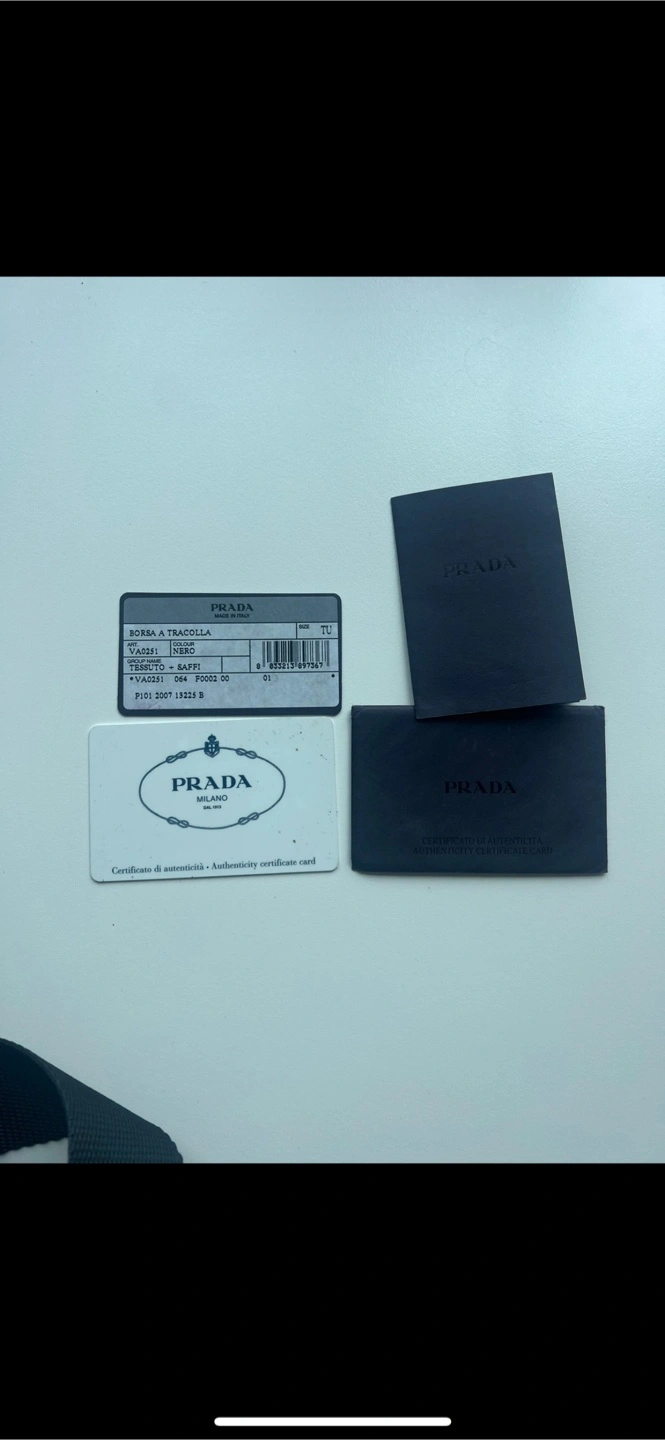 PRADA
PRADA
MADE IN ITALY
BORSA A TRACOLLA
SIZE
TU
ART.
VA0251
COLOUR
NERO
GROUP NAME
TESSUTO + SAFFI
8 033213 897367
*VA0251 064 F0002 00 01 *
P101 2007 15225 B
PRADA
MILANO
DAL 1913
Certificato di autenticità • Authenticity certificate card
PRADA
CERTIFICATO DI AUTENTICITÀ
AUTHENTICITY CERTIFICATE CARD